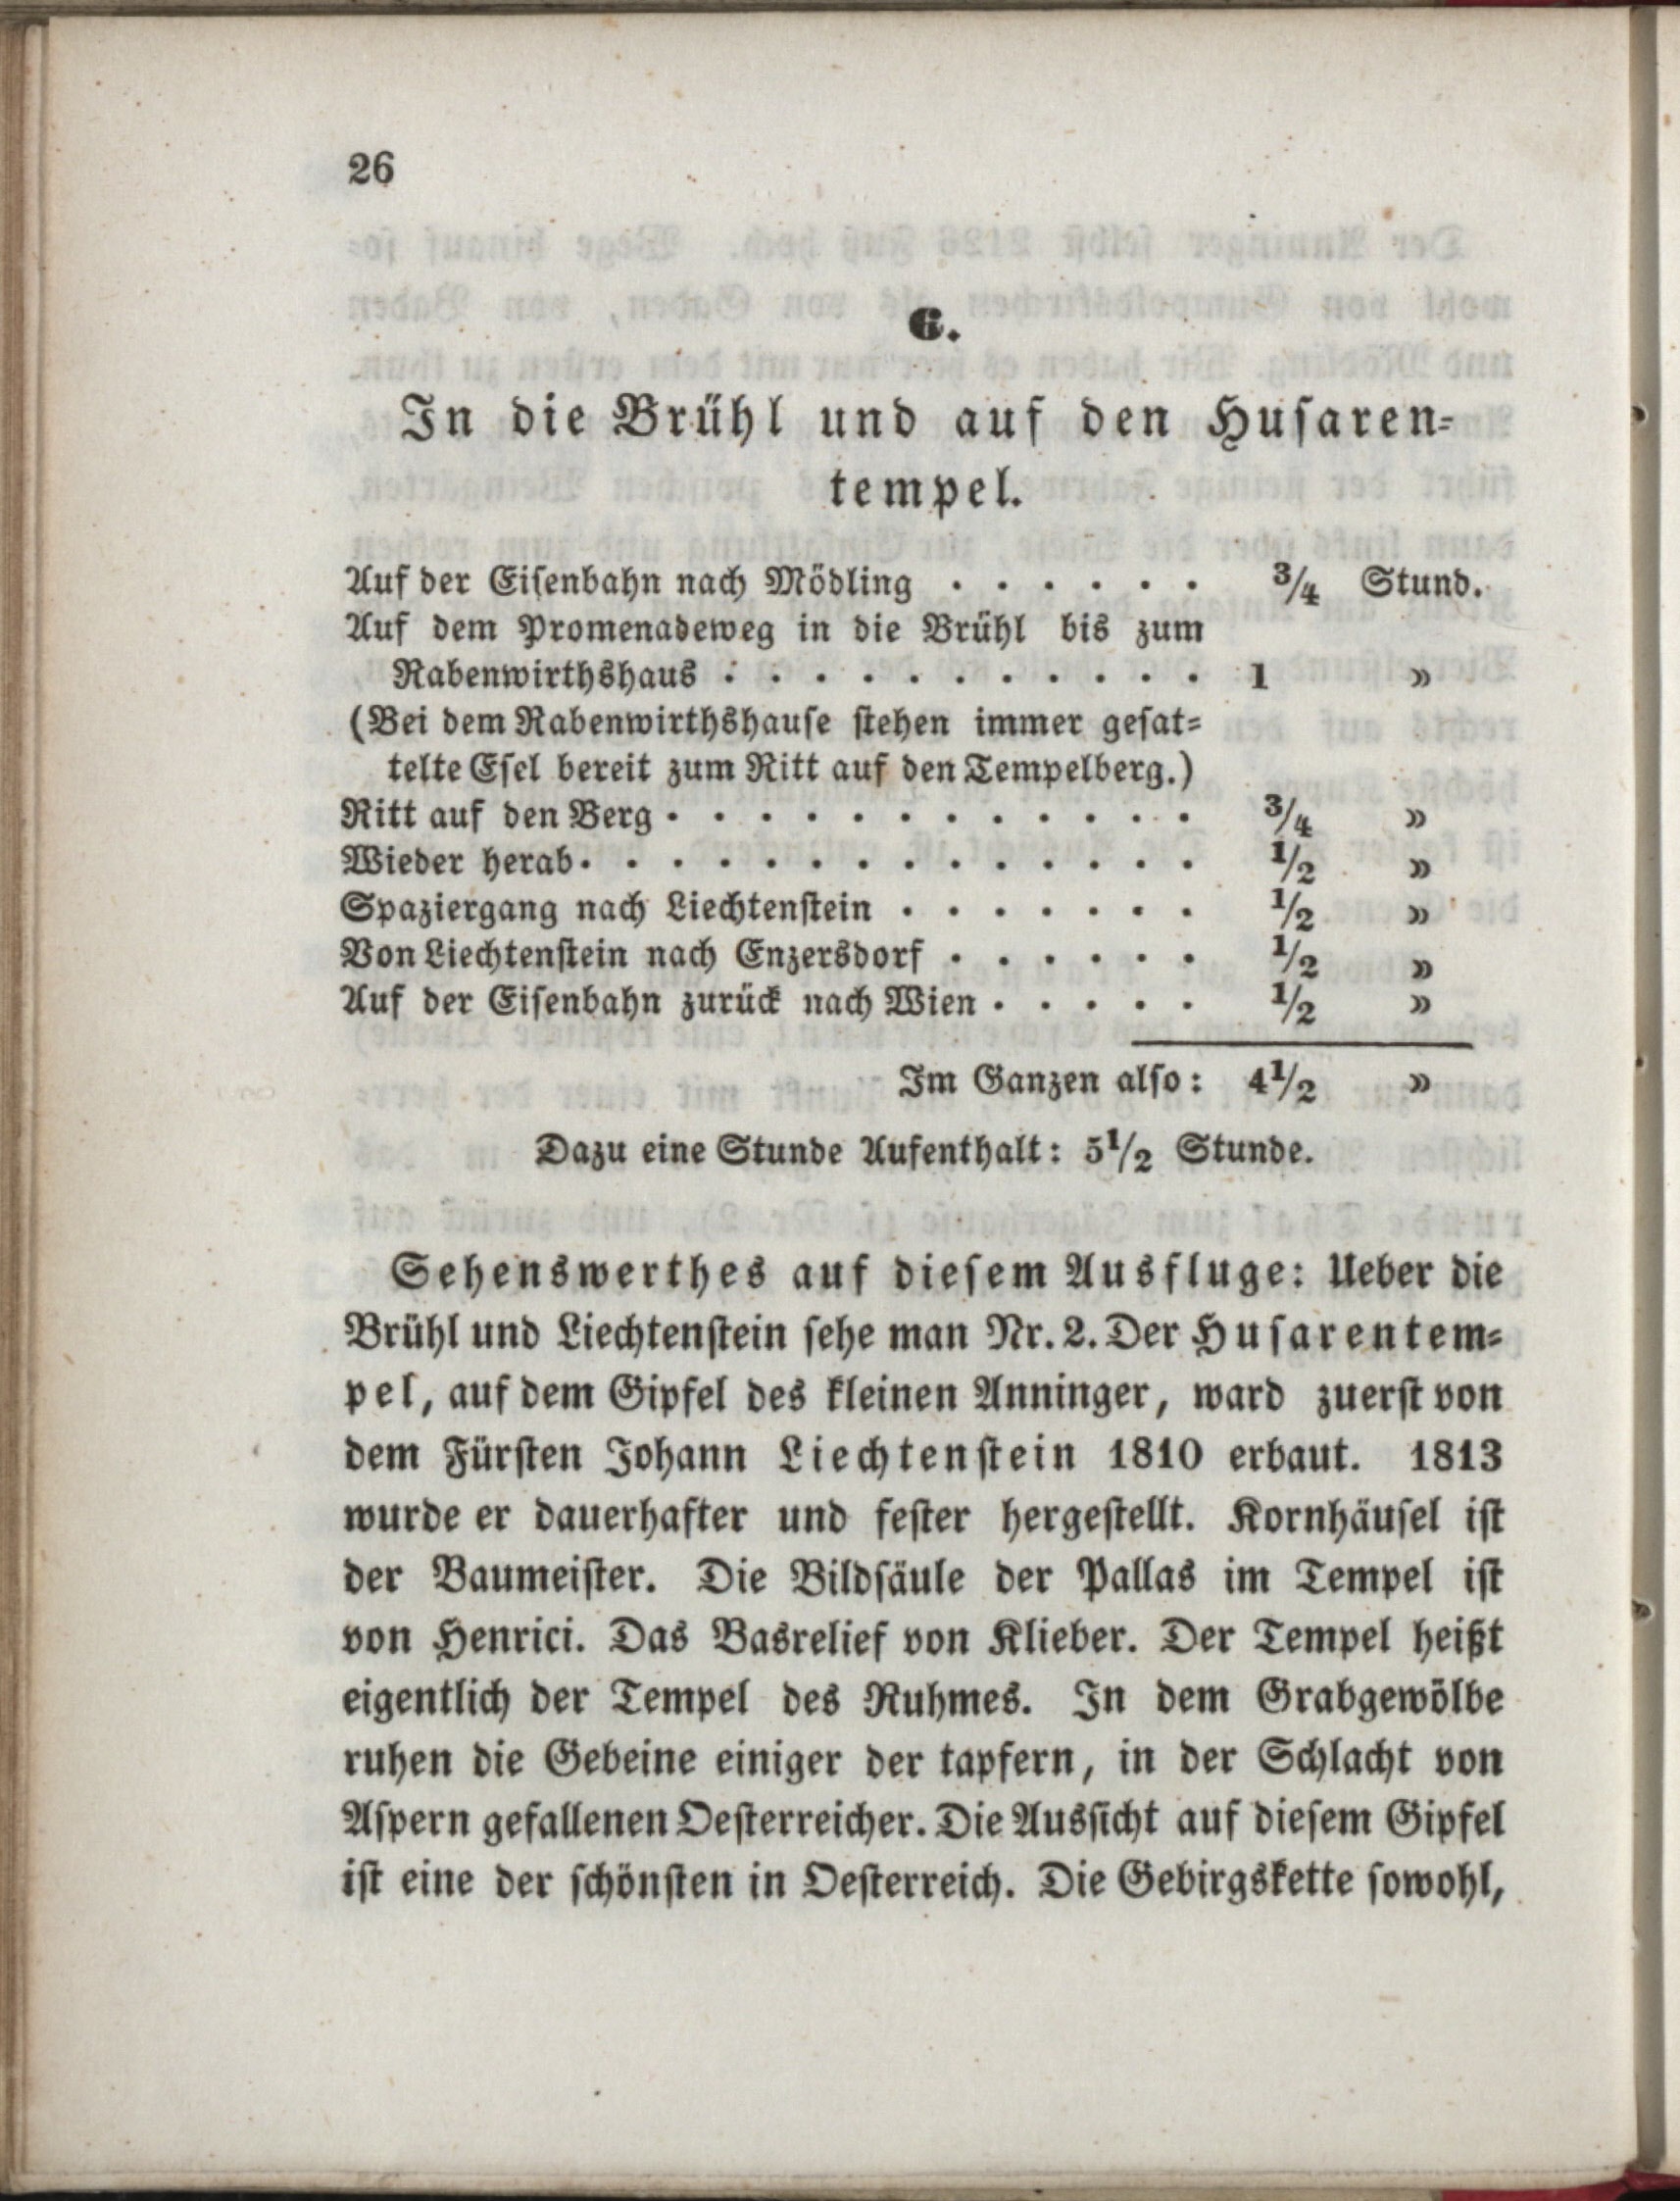 26
6.
In die Brühl und auf den Husaren-
tempel.
Auf der Eisenbahn nach Mödling . . . . . . 3/4 Stund.
Auf dem Promenadeweg in die Brühl bis zum
Rabenwirthshaus . . . . . . . . . . . 1 »
(Bei dem Rabenwirthshause stehen immer gesat-
telte Esel bereit zum Ritt auf den Tempelberg.)
Ritt auf den Berg . . . . . . . . . . . . 3/4 »
Wieder herab. . . . . . . . . . . . . . 1/2 »
Spaziergang nach Liechtenstein . . . . . . . 1/2 »
Von Liechtenstein nach Enzersdorf . . . . . . 1/2 »
Auf der Eisenbahn zurück nach Wien . . . . . 1/2 »
Im Ganzen also: 4 1/2 »
Dazu eine Stunde Aufenthalt: 5 1/2 Stunde.
Sehenswerthes auf diesem Ausfluge: Ueber die
Brühl und Liechtenstein sehe man Nr. 2. Der Husarentem-
pel, auf dem Gipfel des kleinen Anninger, ward zuerst von
dem Fürsten Johann Liechtenstein 1810 erbaut. 1813
wurde er dauerhafter und fester hergestellt. Kornhäusel ist
der Baumeister. Die Bildsäule der Pallas im Tempel ist
von Henrici. Das Basrelief von Klieber. Der Tempel heißt
eigentlich der Tempel des Ruhmes. In dem Grabgewölbe
ruhen die Gebeine einiger der tapfern, in der Schlacht von
Aspern gefallenen Oesterreicher. Die Aussicht auf diesem Gipfel
ist eine der schönsten in Oesterreich. Die Gebirgskette sowohl,